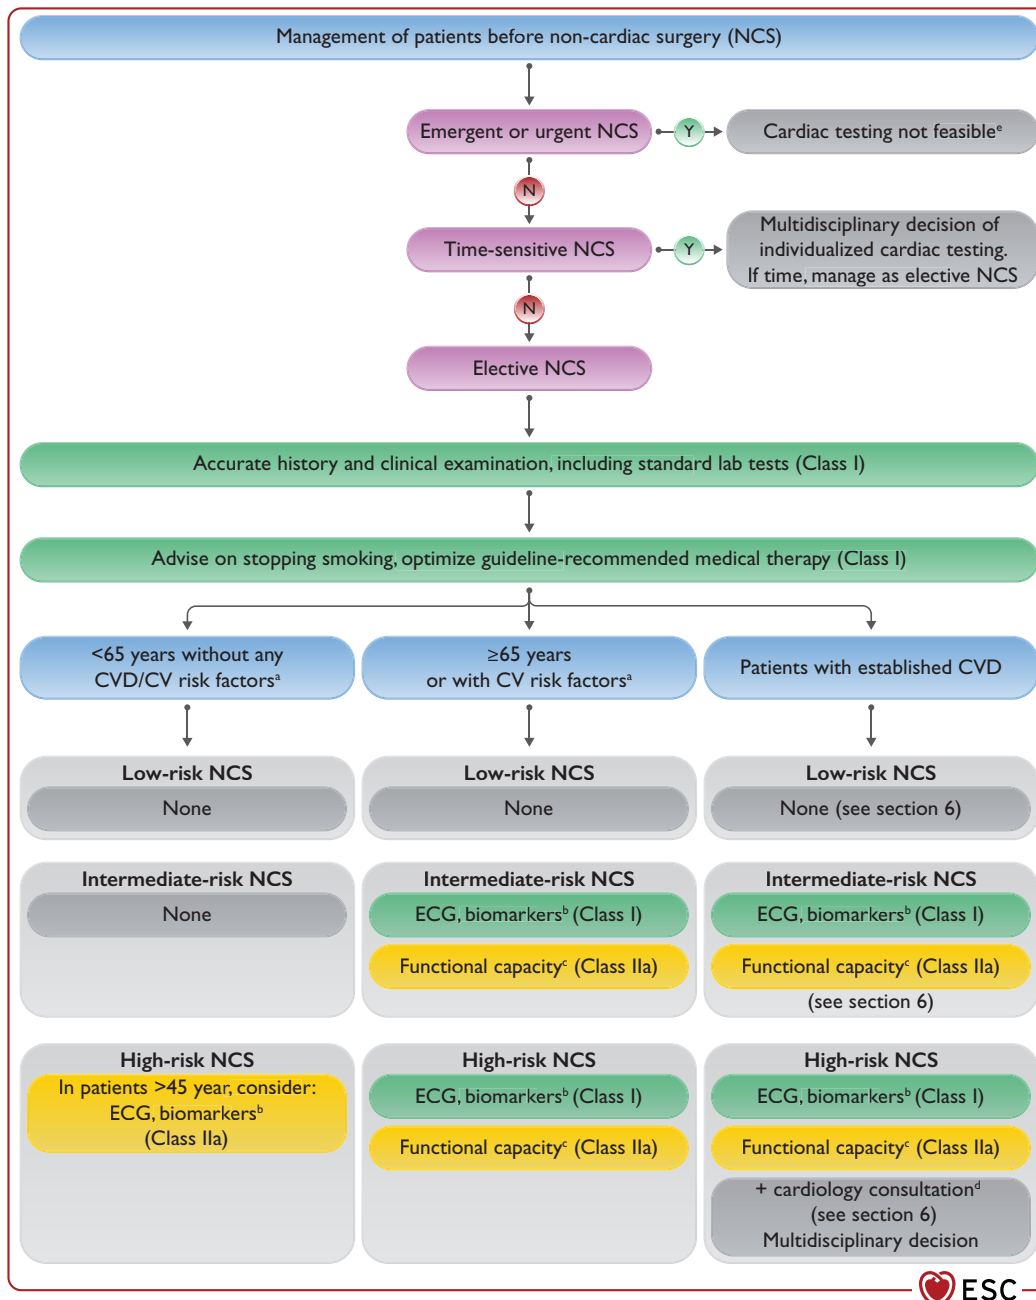 Management of patients before non-cardiac surgery (NCS)
Emergent or urgent NCS
Y
Cardiac testing not feasibleᵉ
N
Time-sensitive NCS
Y
Multidisciplinary decision of
individualized cardiac testing.
If time, manage as elective NCS
N
Elective NCS
Accurate history and clinical examination, including standard lab tests (Class I)
Advise on stopping smoking, optimize guideline-recommended medical therapy (Class I)
<65 years without any
CVD/CV risk factorsᵃ
≥65 years
or with CV risk factorsᵃ
Patients with established CVD
Low-risk NCS
None
Low-risk NCS
None
Low-risk NCS
None (see section 6)
Intermediate-risk NCS
None
Intermediate-risk NCS
ECG, biomarkersᵇ (Class I)
Functional capacityᶜ (Class IIa)
Intermediate-risk NCS
ECG, biomarkersᵇ (Class I)
Functional capacityᶜ (Class IIa)
(see section 6)
High-risk NCS
In patients >45 year, consider:
ECG, biomarkersᵇ
(Class IIa)
High-risk NCS
ECG, biomarkersᵇ (Class I)
Functional capacityᶜ (Class IIa)
High-risk NCS
ECG, biomarkersᵇ (Class I)
Functional capacityᶜ (Class IIa)
+ cardiology consultationᵈ
(see section 6)
Multidisciplinary decision
ESC